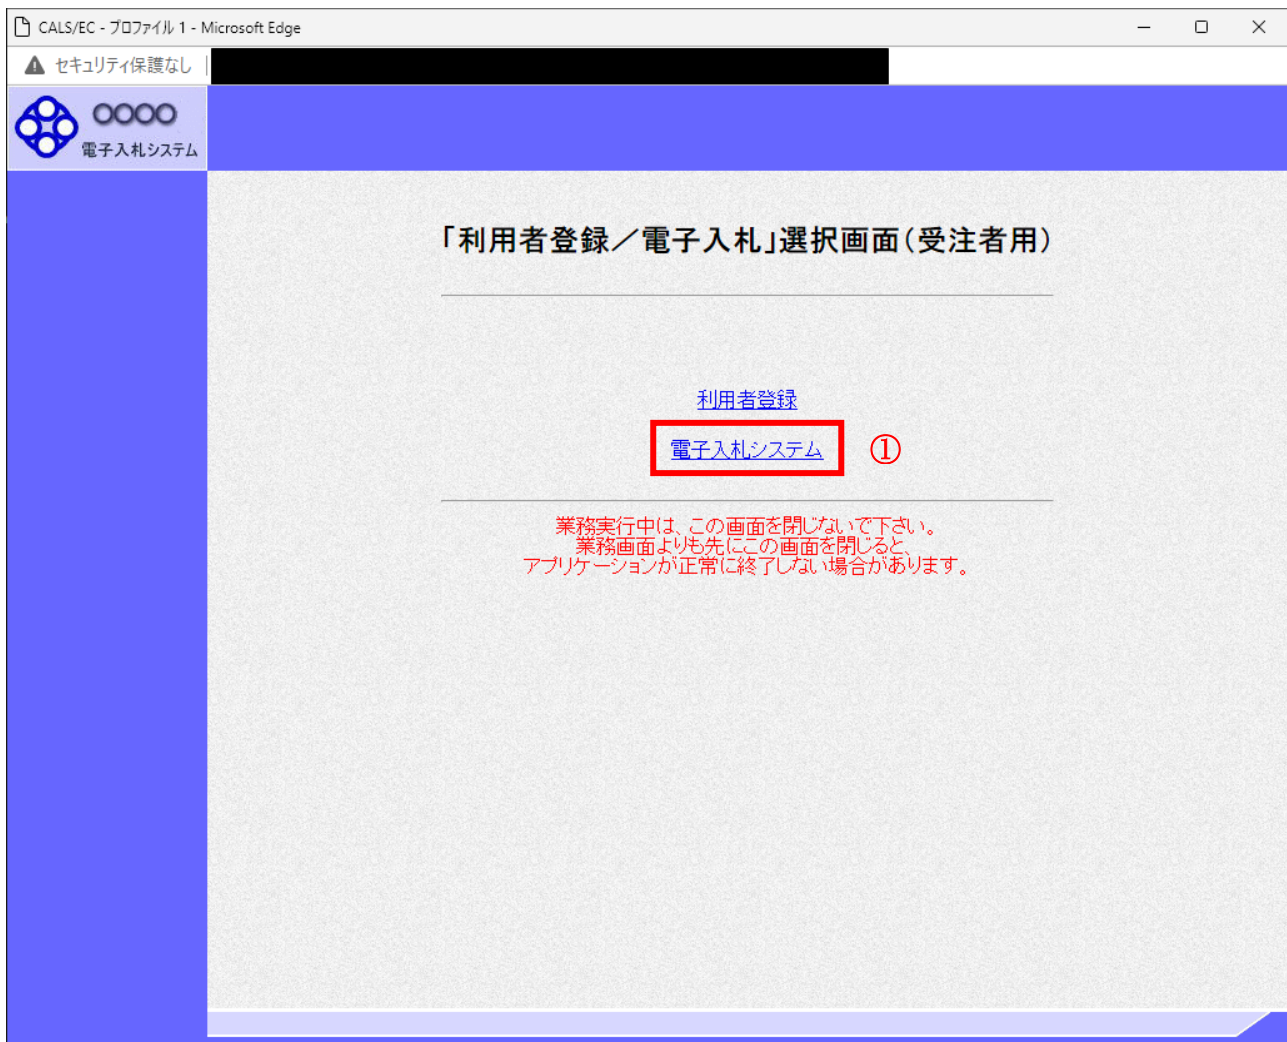 CALS/EC - プロファイル 1 - Microsoft Edge
セキュリティ保護なし
○○○○
電子入札システム
「利用者登録／電子入札」選択画面（受注者用）
利用者登録
電子入札システム ①
業務実行中は、この画面を閉じないで下さい。
業務画面よりも先にこの画面を閉じると、
アプリケーションが正常に終了しない場合があります。